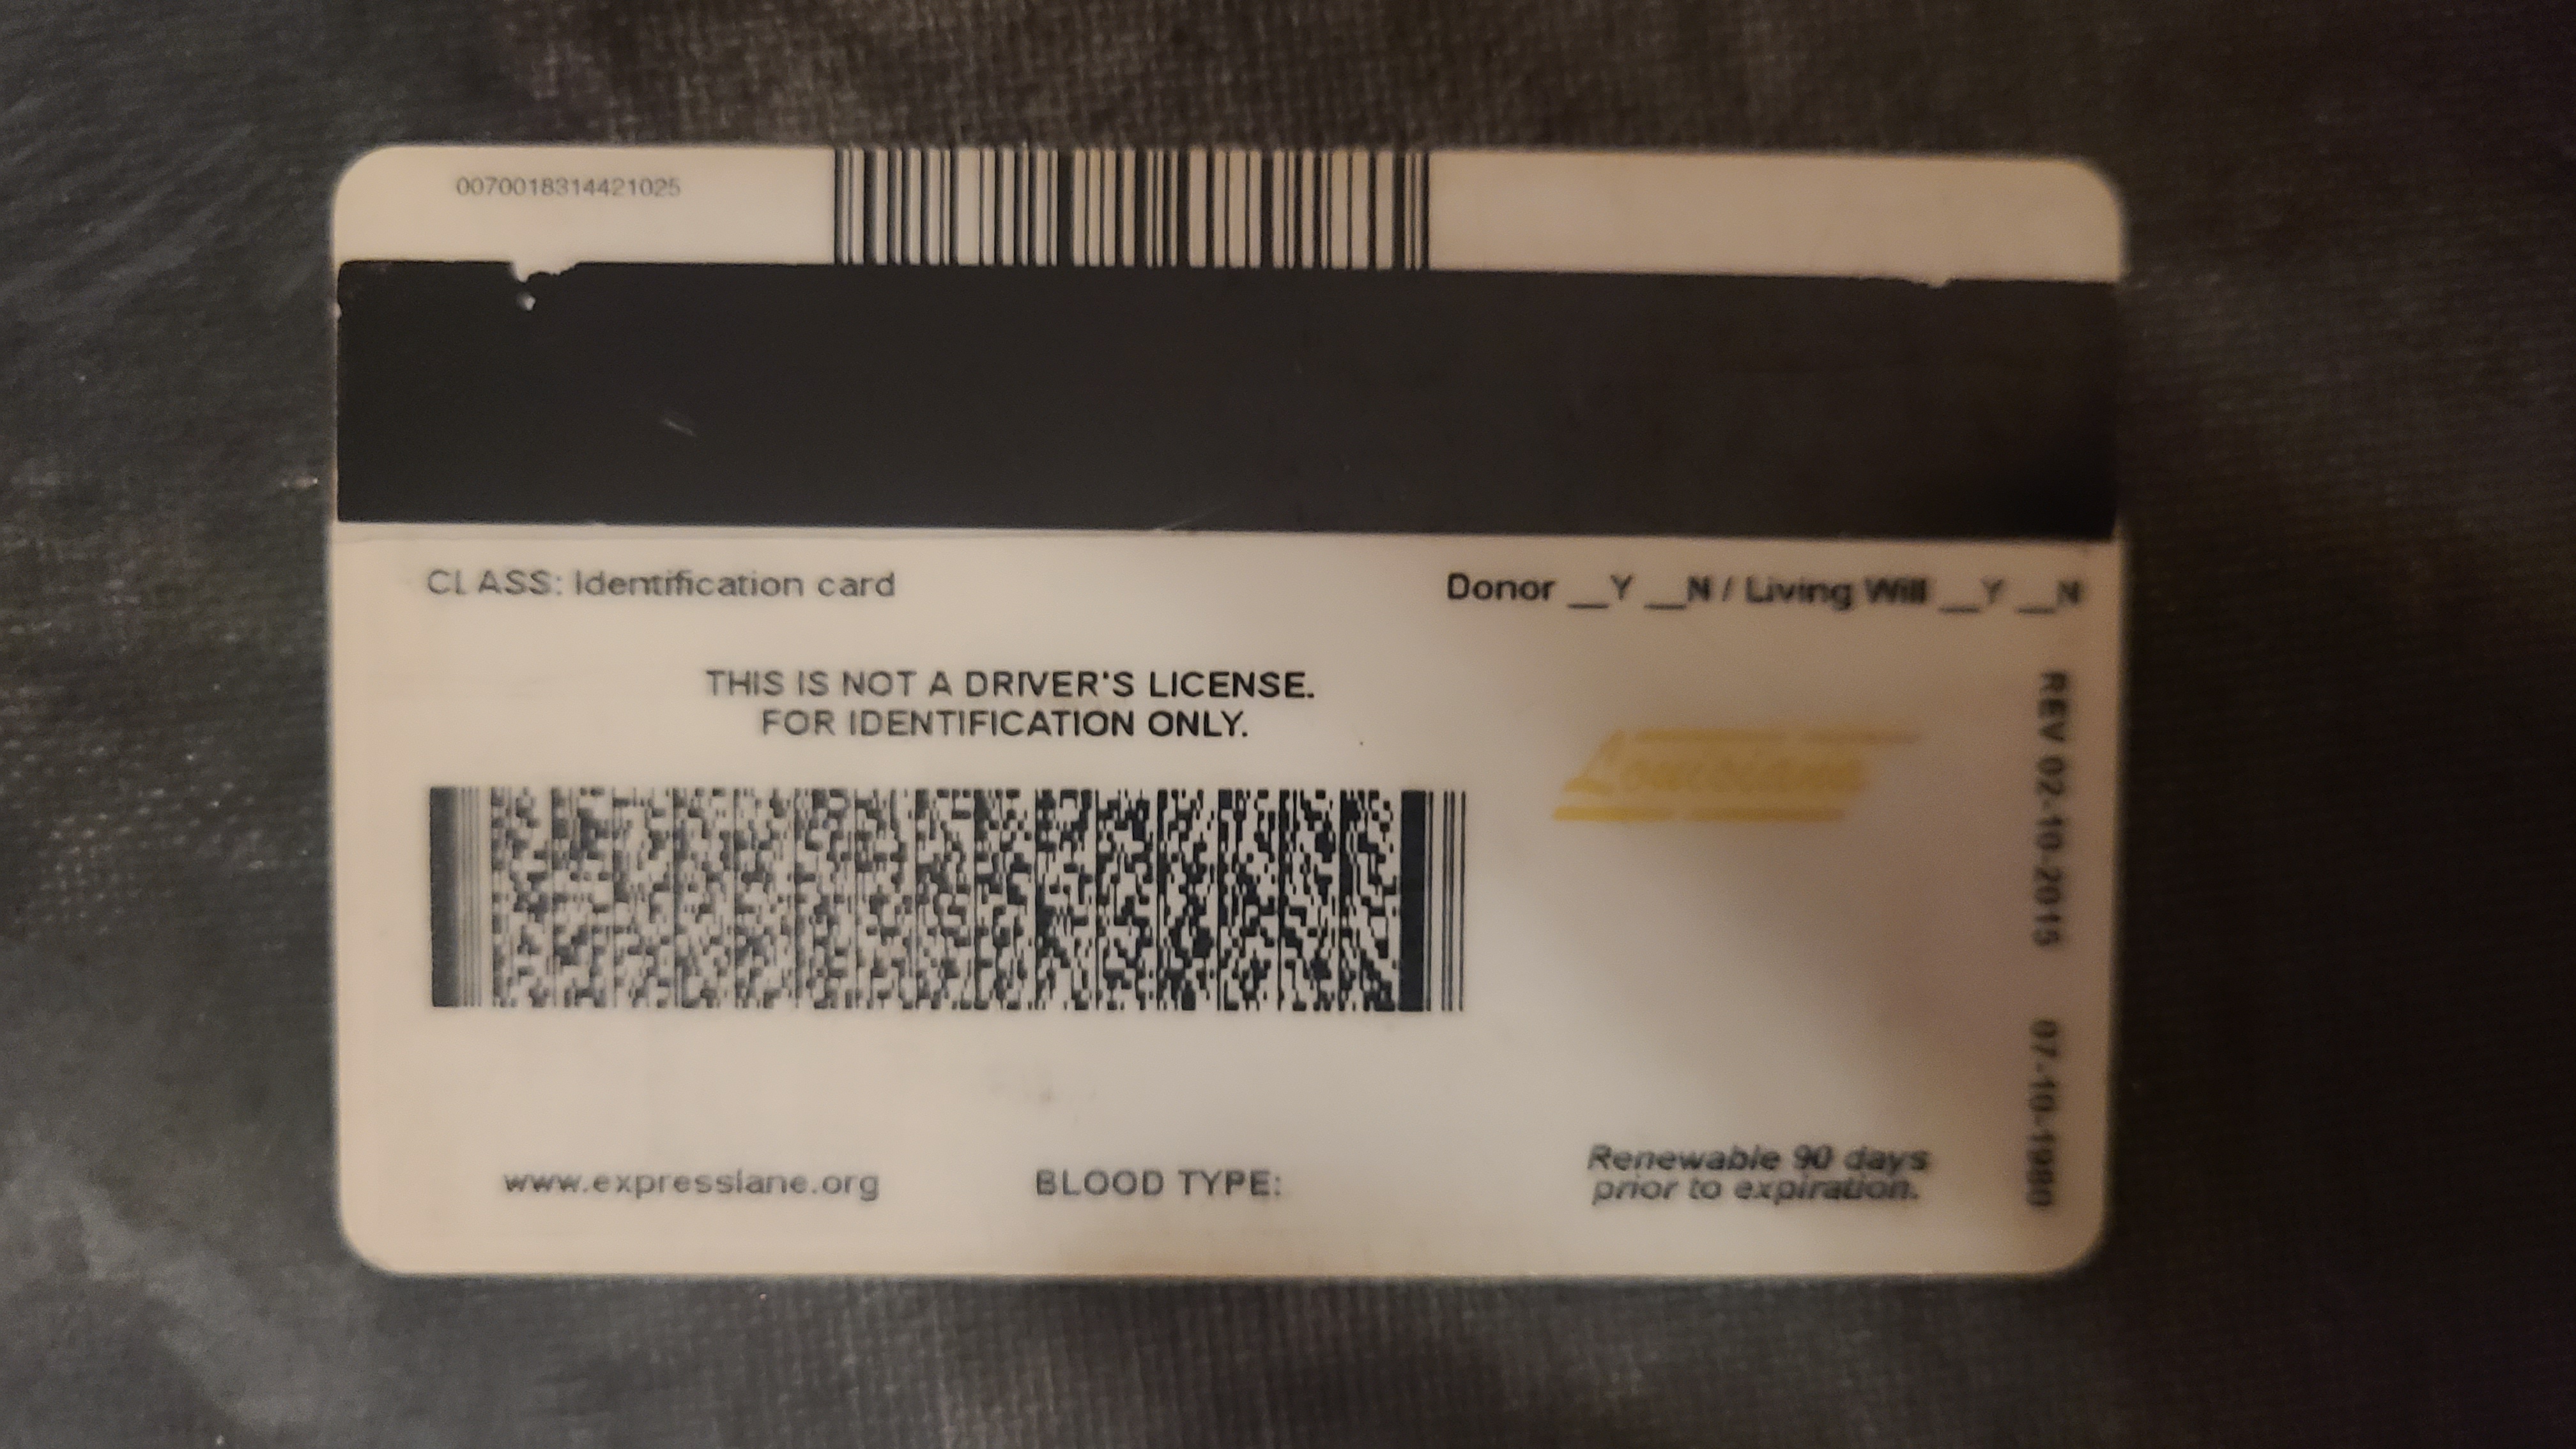 0070018314421025
CLASS: Identification card
Donor __Y __N / Living Will __Y __N
THIS IS NOT A DRIVER'S LICENSE.
FOR IDENTIFICATION ONLY.
Louisiana
REV 02-10-2015 07-10-1980
www.expresslane.org
BLOOD TYPE:
Renewable 90 days
prior to expiration.